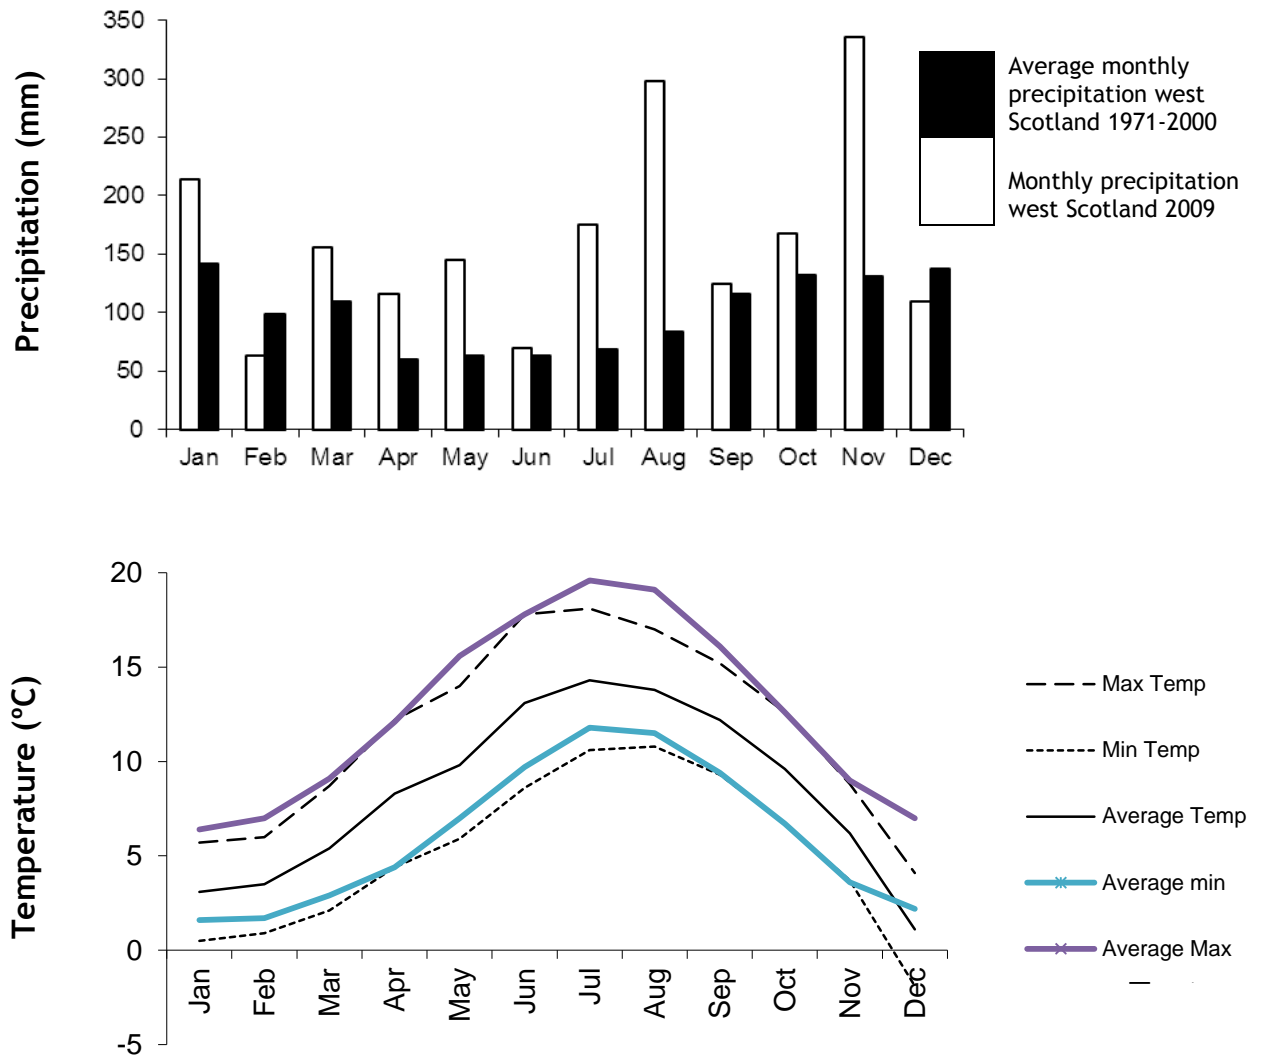 350
300
250
200
150
100
50
0
Precipitation (mm)
Jan Feb Mar Apr May Jun Jul Aug Sep Oct Nov Dec
Average monthly
precipitation west
Scotland 1971-2000
Monthly precipitation
west Scotland 2009
20
15
10
5
0
-5
Temperature (ºC)
Jan Feb Mar Apr May Jun Jul Aug Sep Oct Nov Dec
Max Temp
Min Temp
Average Temp
Average min
Average Max